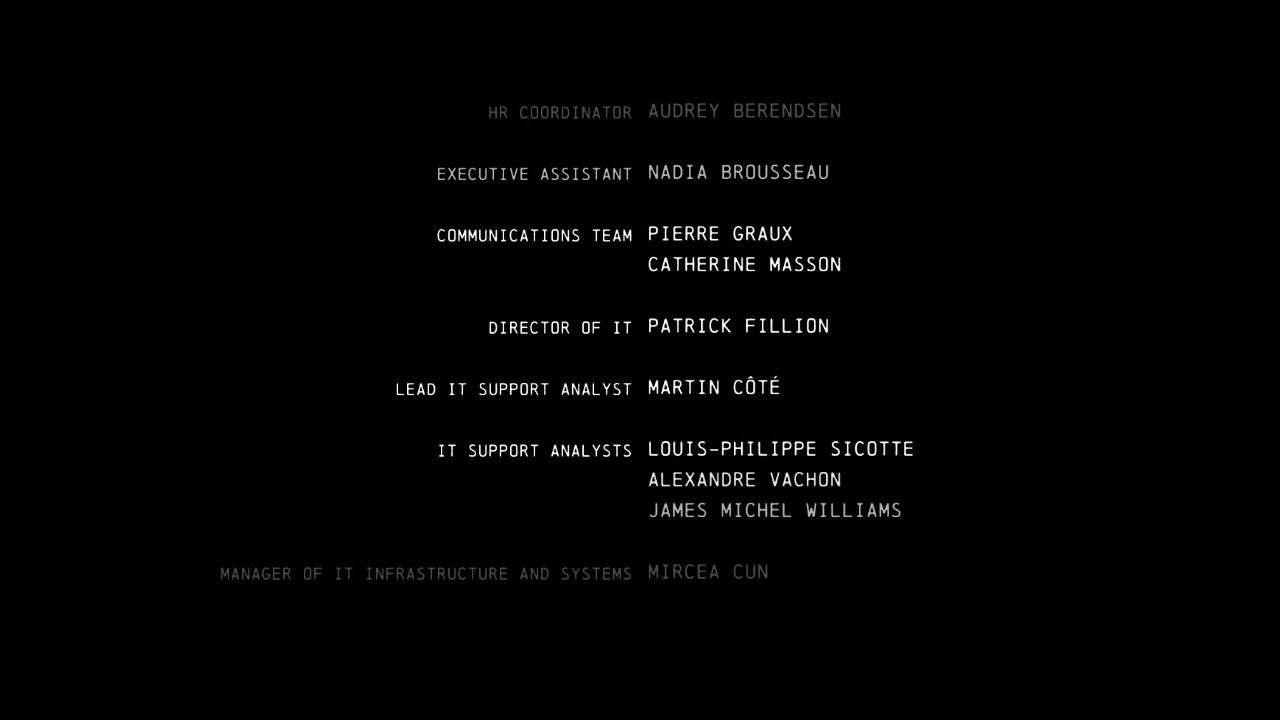 HR COORDINATOR AUDREY BERENDSEN
EXECUTIVE ASSISTANT NADIA BROUSSEAU
COMMUNICATIONS TEAM PIERRE GRAUX
CATHERINE MASSON
DIRECTOR OF IT PATRICK FILLION
LEAD IT SUPPORT ANALYST MARTIN CÔTÉ
IT SUPPORT ANALYSTS LOUIS-PHILIPPE SICOTTE
ALEXANDRE VACHON
JAMES MICHEL WILLIAMS
MANAGER OF IT INFRASTRUCTURE AND SYSTEMS MIRCEA CUN